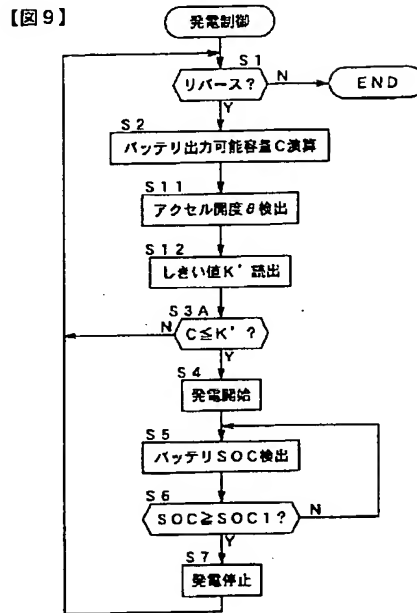 【図9】
発電制御
S1
リバース?
N
END
Y
S2
バッテリ出力可能容量C演算
S11
アクセル開度θ検出
S12
しきい値K'読出
S3A
N
C≦K'?
Y
S4
発電開始
S5
バッテリSOC検出
S6
N
SOC≧SOC1?
Y
S7
発電停止